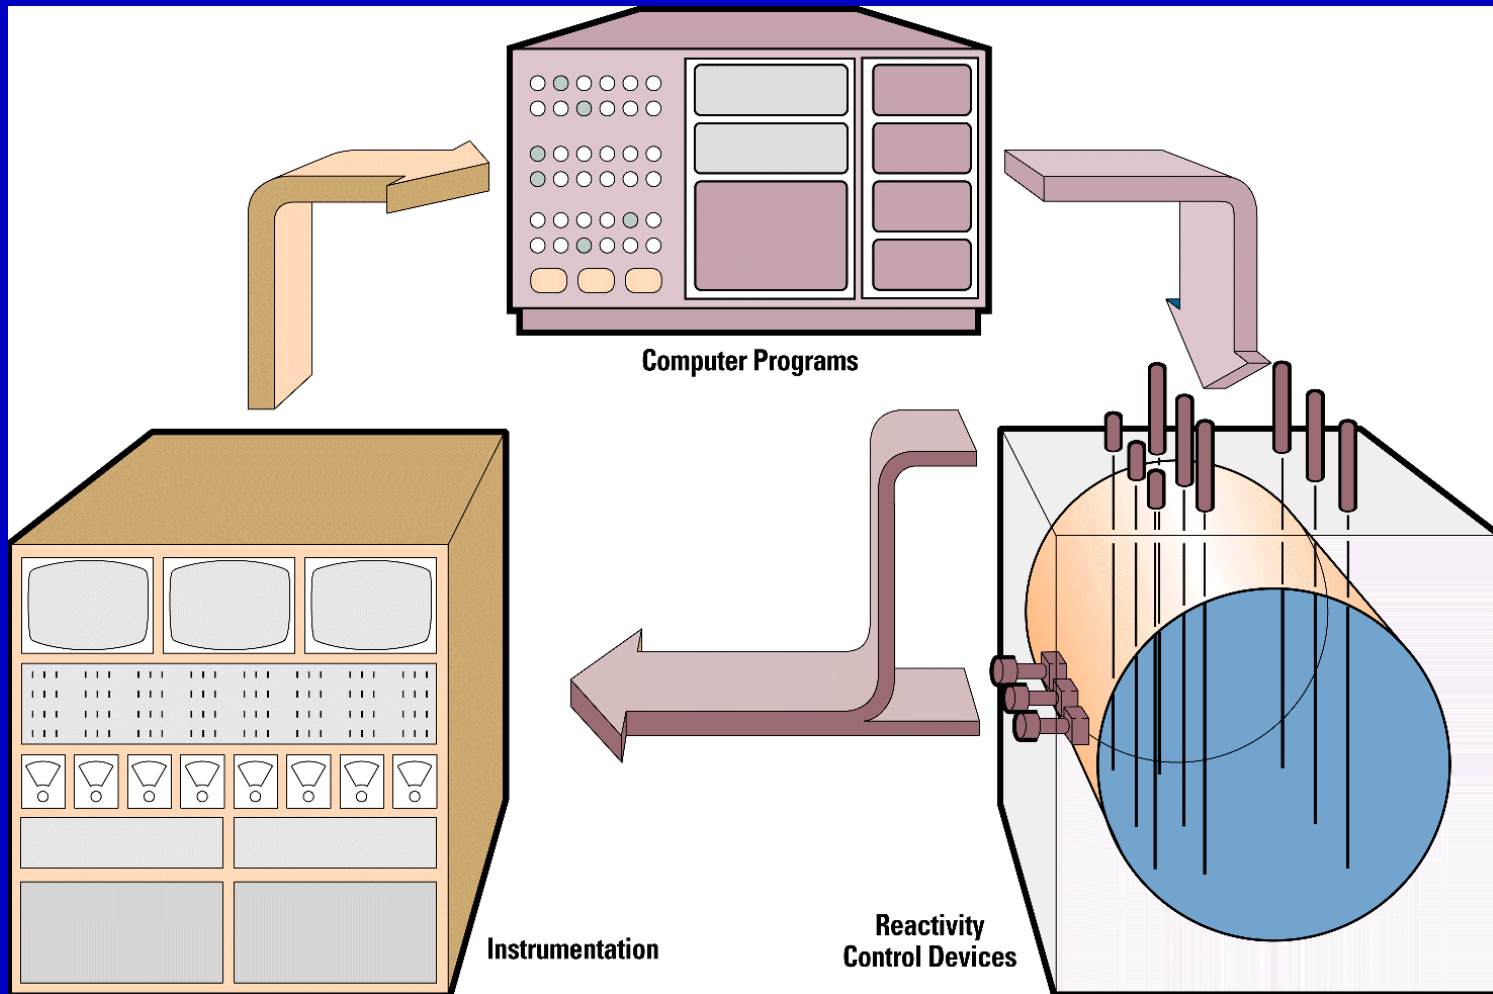 Computer Programs
Instrumentation
Reactivity
Control Devices